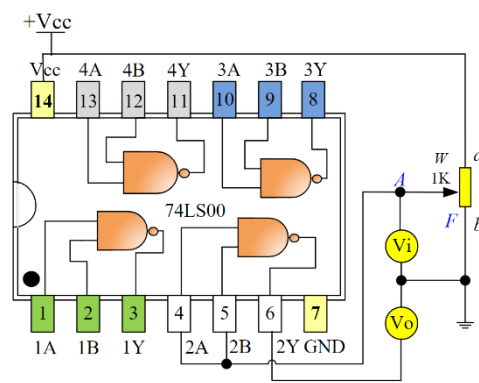 +Vcc
Vcc 4A 4B 4Y 3A 3B 3Y
14 13 12 11 10 9 8
W a
A 1K
74LS00 F b
Vi
1 2 3 4 5 6 7 Vo
1A 1B 1Y 2A 2B 2Y GND